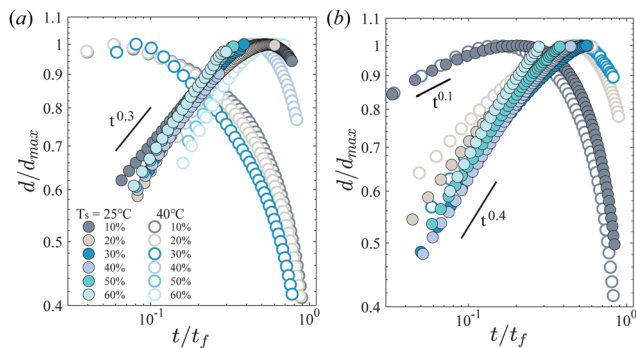 (a)
1.1
1
0.9
0.8
0.7
0.6
0.5
0.4
d/d_max
t^0.3
T_s = 25°C 40°C
10% 10%
20% 20%
30% 30%
40% 40%
50% 50%
60% 60%
10^-1 10^0
t/t_f
(b)
1.1
1
0.9
0.8
0.7
0.6
0.5
0.4
d/d_max
t^0.1
t^0.4
10^-1 10^0
t/t_f